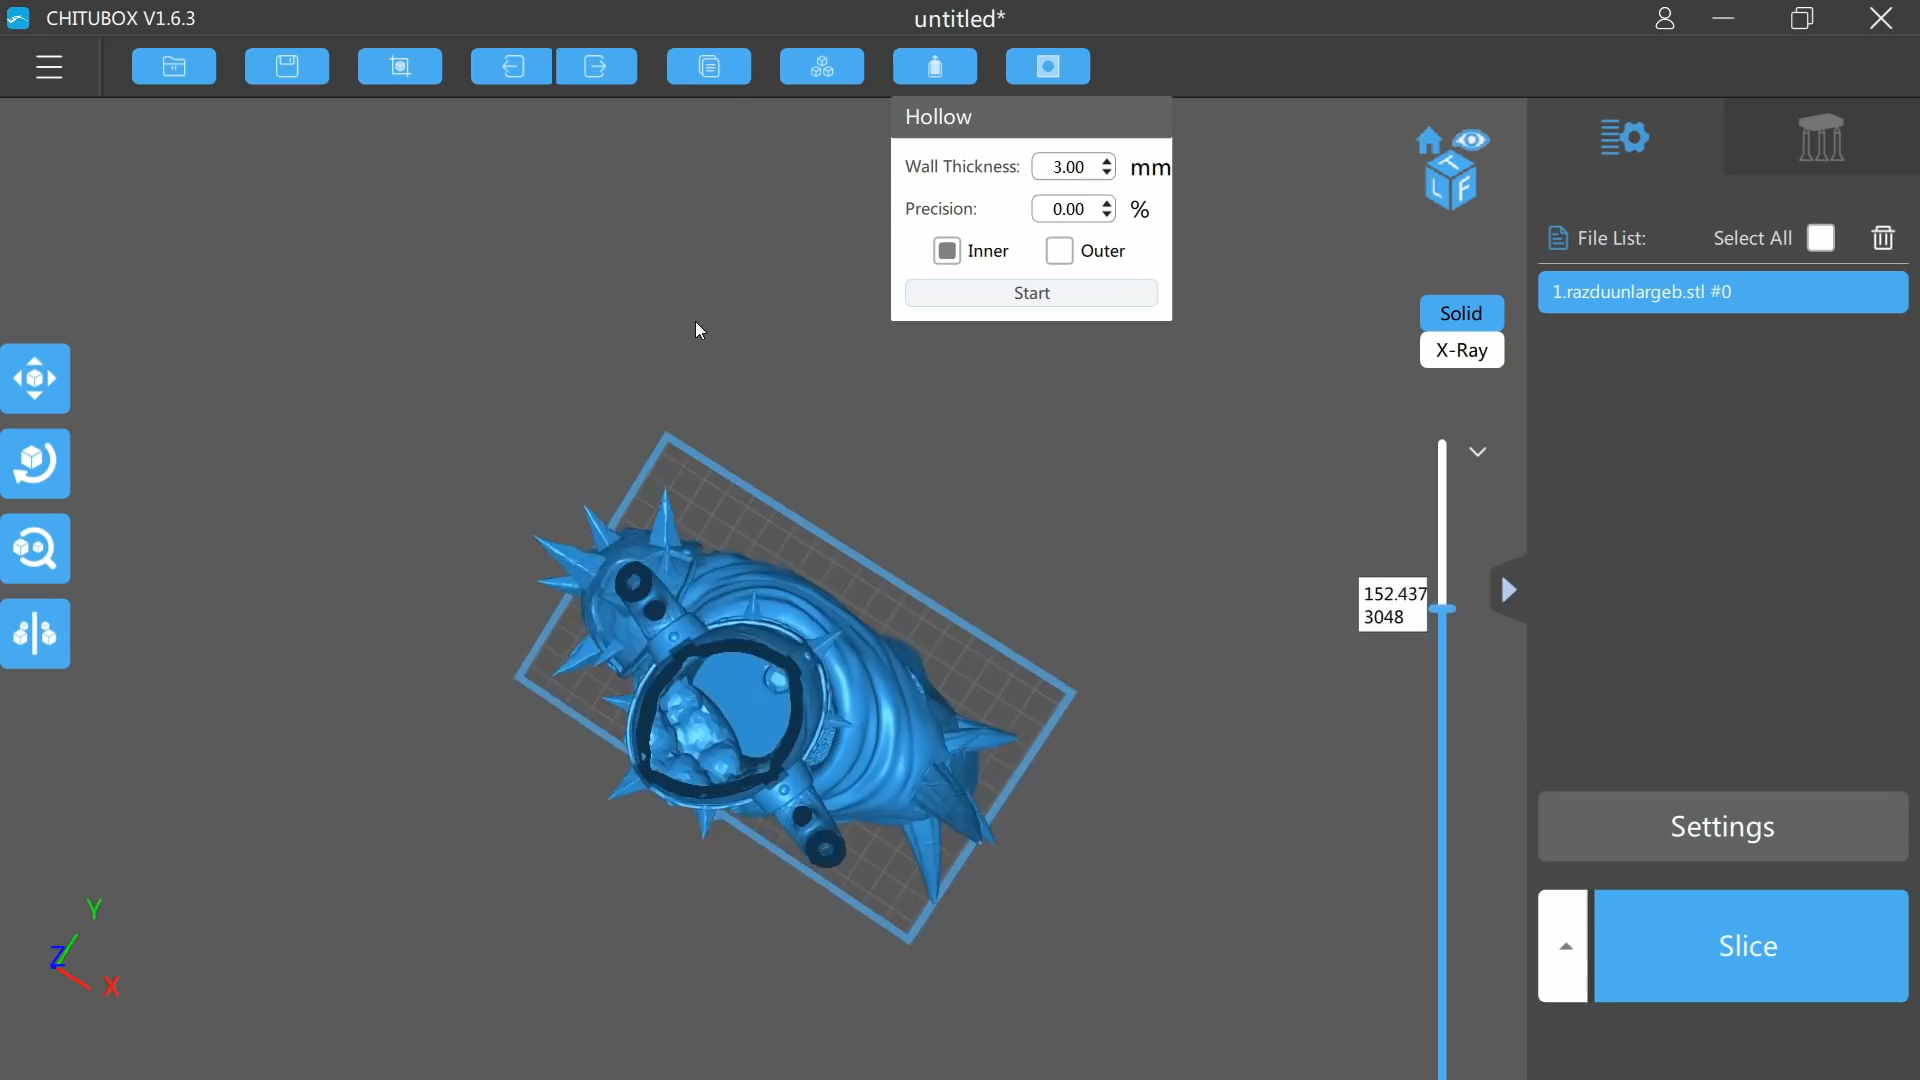 CHITUBOX V1.6.3
untitled*
Hollow
Wall Thickness: 3.00 mm
Precision: 0.00 %
Inner Outer
Start
T
L F
File List: Select All
1.razduunlargeb.stl #0
Solid
X-Ray
152.437
3048
Settings
Slice
Y
Z
X